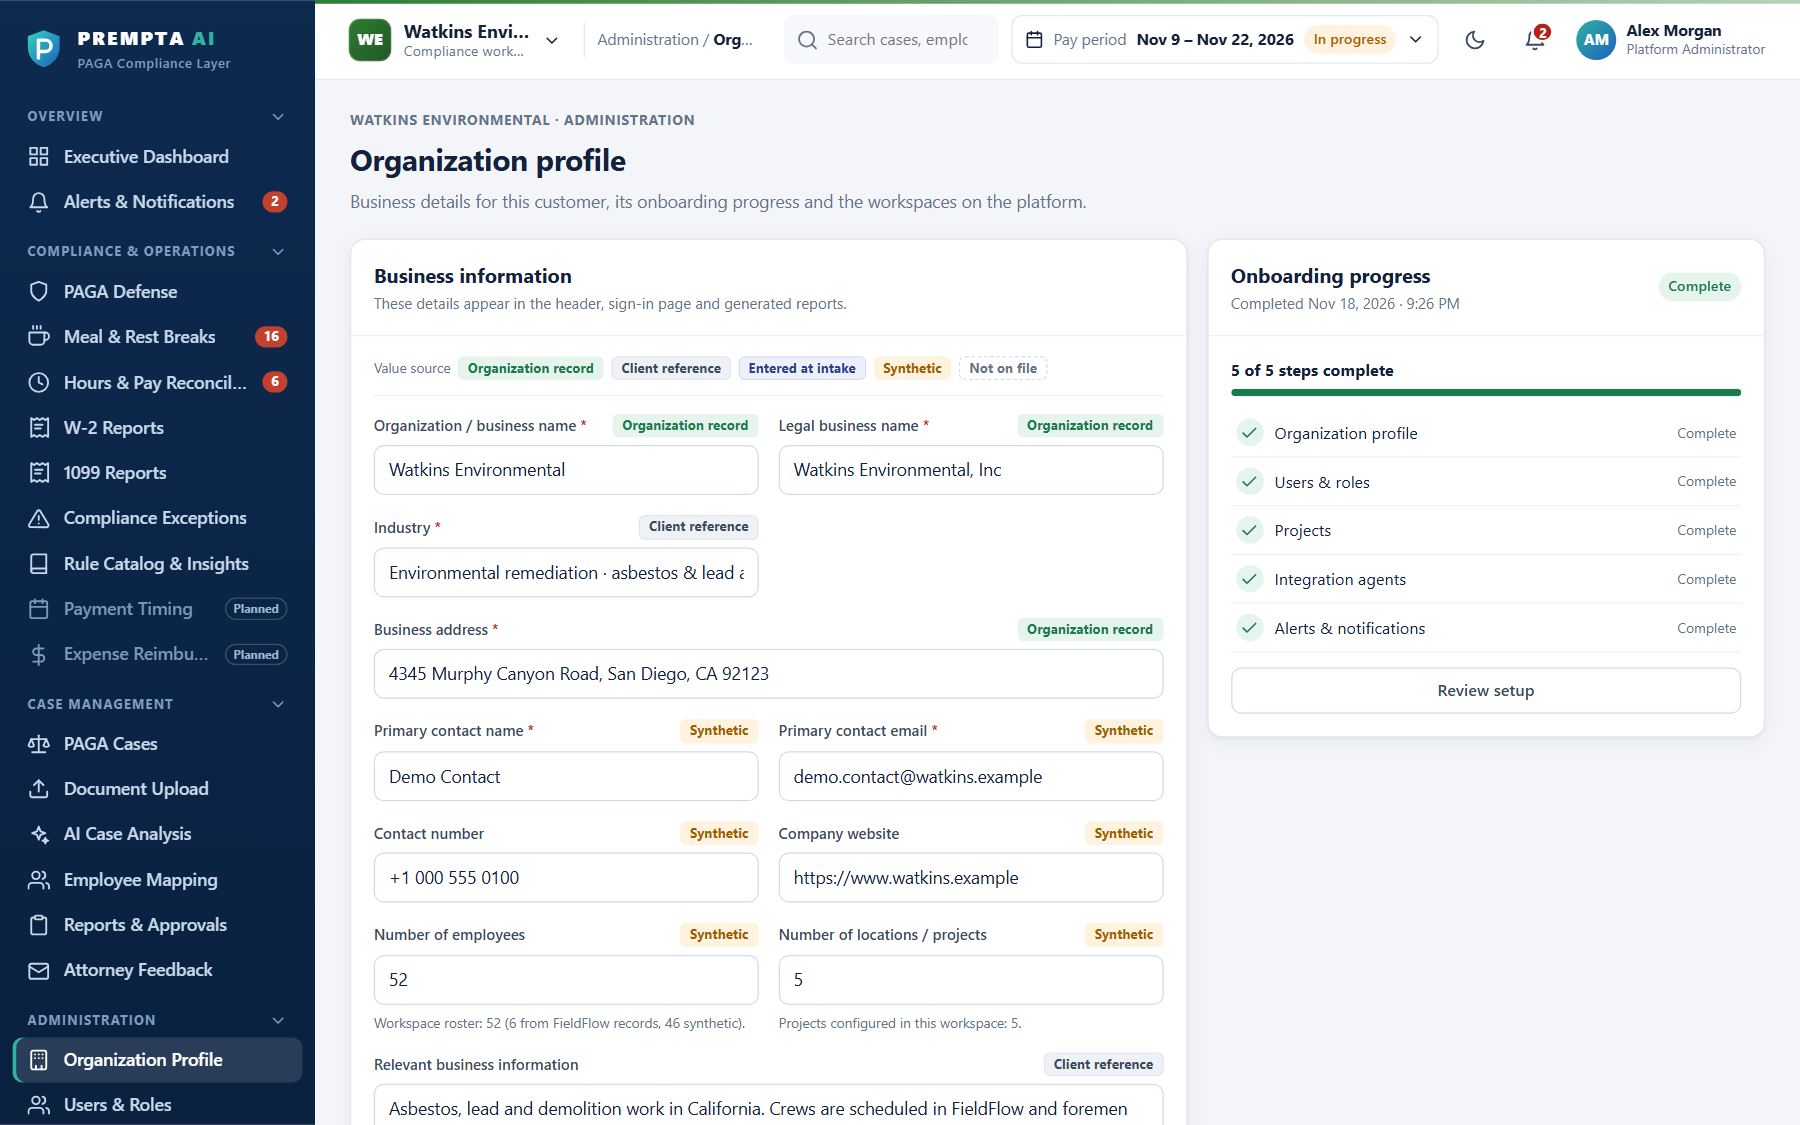 PREMPTA AI
PAGA Compliance Layer
OVERVIEW
Executive Dashboard
Alerts & Notifications 2
COMPLIANCE & OPERATIONS
PAGA Defense
Meal & Rest Breaks 16
Hours & Pay Reconcil... 6
W-2 Reports
1099 Reports
Compliance Exceptions
Rule Catalog & Insights
Payment Timing Planned
Expense Reimbu... Planned
CASE MANAGEMENT
PAGA Cases
Document Upload
AI Case Analysis
Employee Mapping
Reports & Approvals
Attorney Feedback
ADMINISTRATION
Organization Profile
Users & Roles
WE
Watkins Envi...
Compliance work...
Administration / Org...
Search cases, emplc
Pay period Nov 9 – Nov 22, 2026 In progress
2
AM
Alex Morgan
Platform Administrator
WATKINS ENVIRONMENTAL · ADMINISTRATION
Organization profile
Business details for this customer, its onboarding progress and the workspaces on the platform.
Business information
These details appear in the header, sign-in page and generated reports.
Value source Organization record Client reference Entered at intake Synthetic Not on file
Organization / business name * Organization record
Watkins Environmental
Legal business name * Organization record
Watkins Environmental, Inc
Industry * Client reference
Environmental remediation · asbestos & lead a
Business address * Organization record
4345 Murphy Canyon Road, San Diego, CA 92123
Primary contact name * Synthetic
Demo Contact
Primary contact email * Synthetic
demo.contact@watkins.example
Contact number Synthetic
+1 000 555 0100
Company website Synthetic
https://www.watkins.example
Number of employees Synthetic
52
Workspace roster: 52 (6 from FieldFlow records, 46 synthetic).
Number of locations / projects Synthetic
5
Projects configured in this workspace: 5.
Relevant business information Client reference
Asbestos, lead and demolition work in California. Crews are scheduled in FieldFlow and foremen
Onboarding progress
Completed Nov 18, 2026 · 9:26 PM
Complete
5 of 5 steps complete
Organization profile Complete
Users & roles Complete
Projects Complete
Integration agents Complete
Alerts & notifications Complete
Review setup